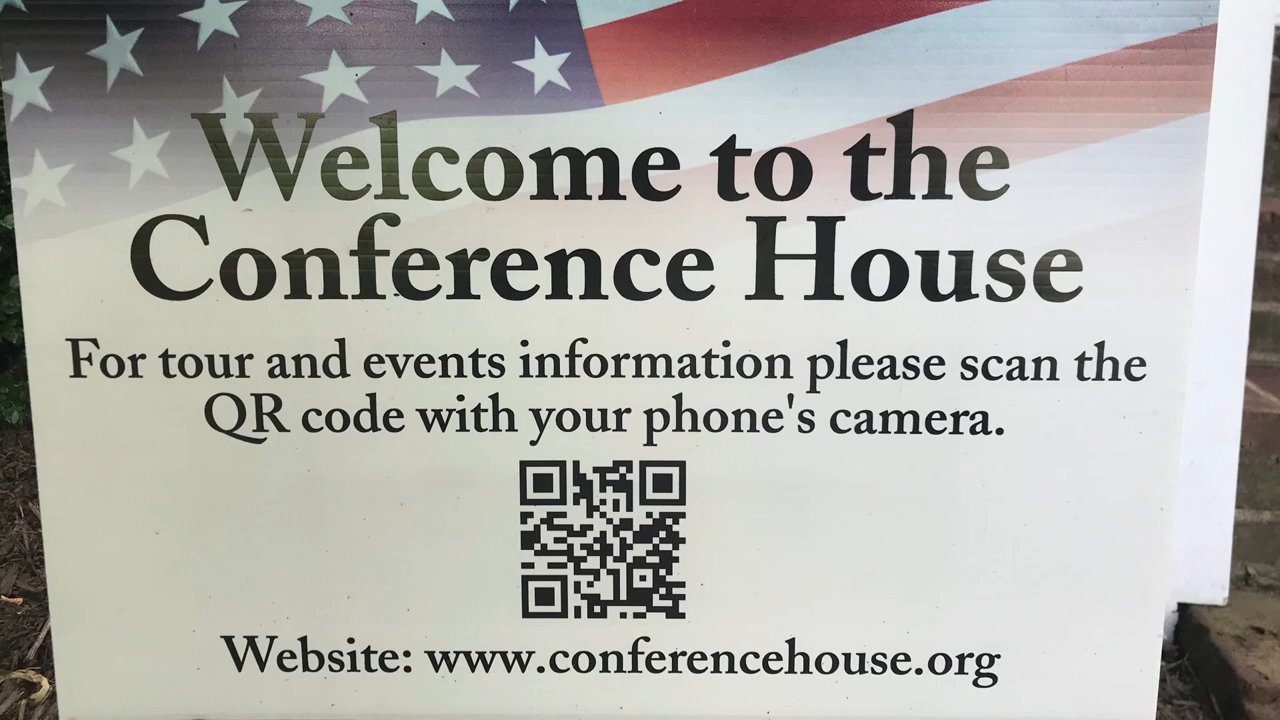 Welcome to the
Conference House
For tour and events information please scan the
QR code with your phone's camera.
Website: www.conferencehouse.org